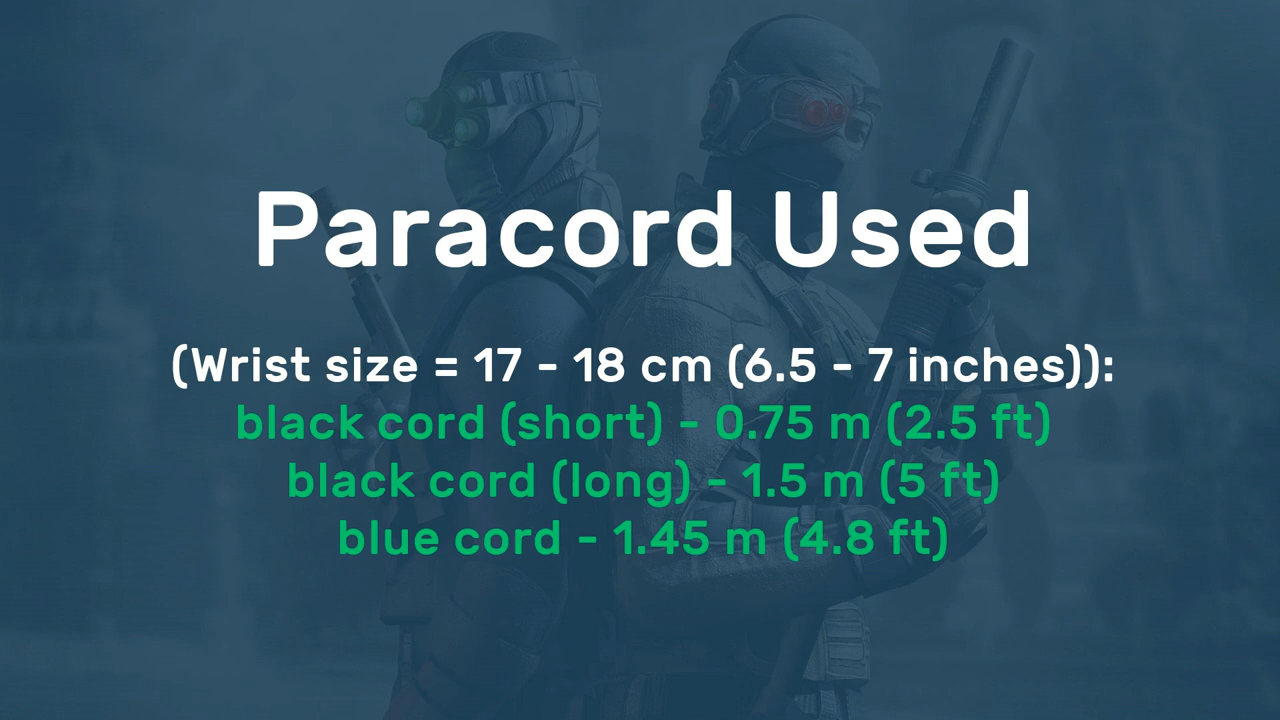 Paracord Used
(Wrist size = 17 - 18 cm (6.5 - 7 inches)):
black cord (short) - 0.75 m (2.5 ft)
black cord (long) - 1.5 m (5 ft)
blue cord - 1.45 m (4.8 ft)